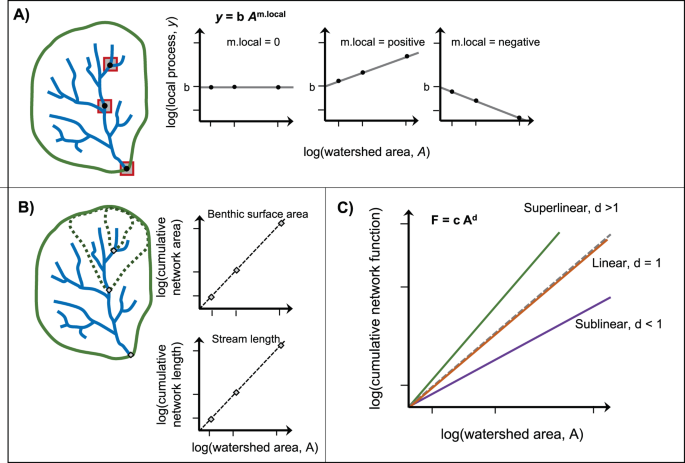 A)
y = b A^m.local
m.local = 0
m.local = positive
m.local = negative
log(local process, y)
b
b
log(watershed area, A)
B)
Benthic surface area
log(cumulative
network area)
Stream length
log(cumulative
network length)
log(watershed area, A)
C)
F = c A^d
Superlinear, d >1
Linear, d = 1
Sublinear, d < 1
log(cumulative network function)
log(watershed area, A)